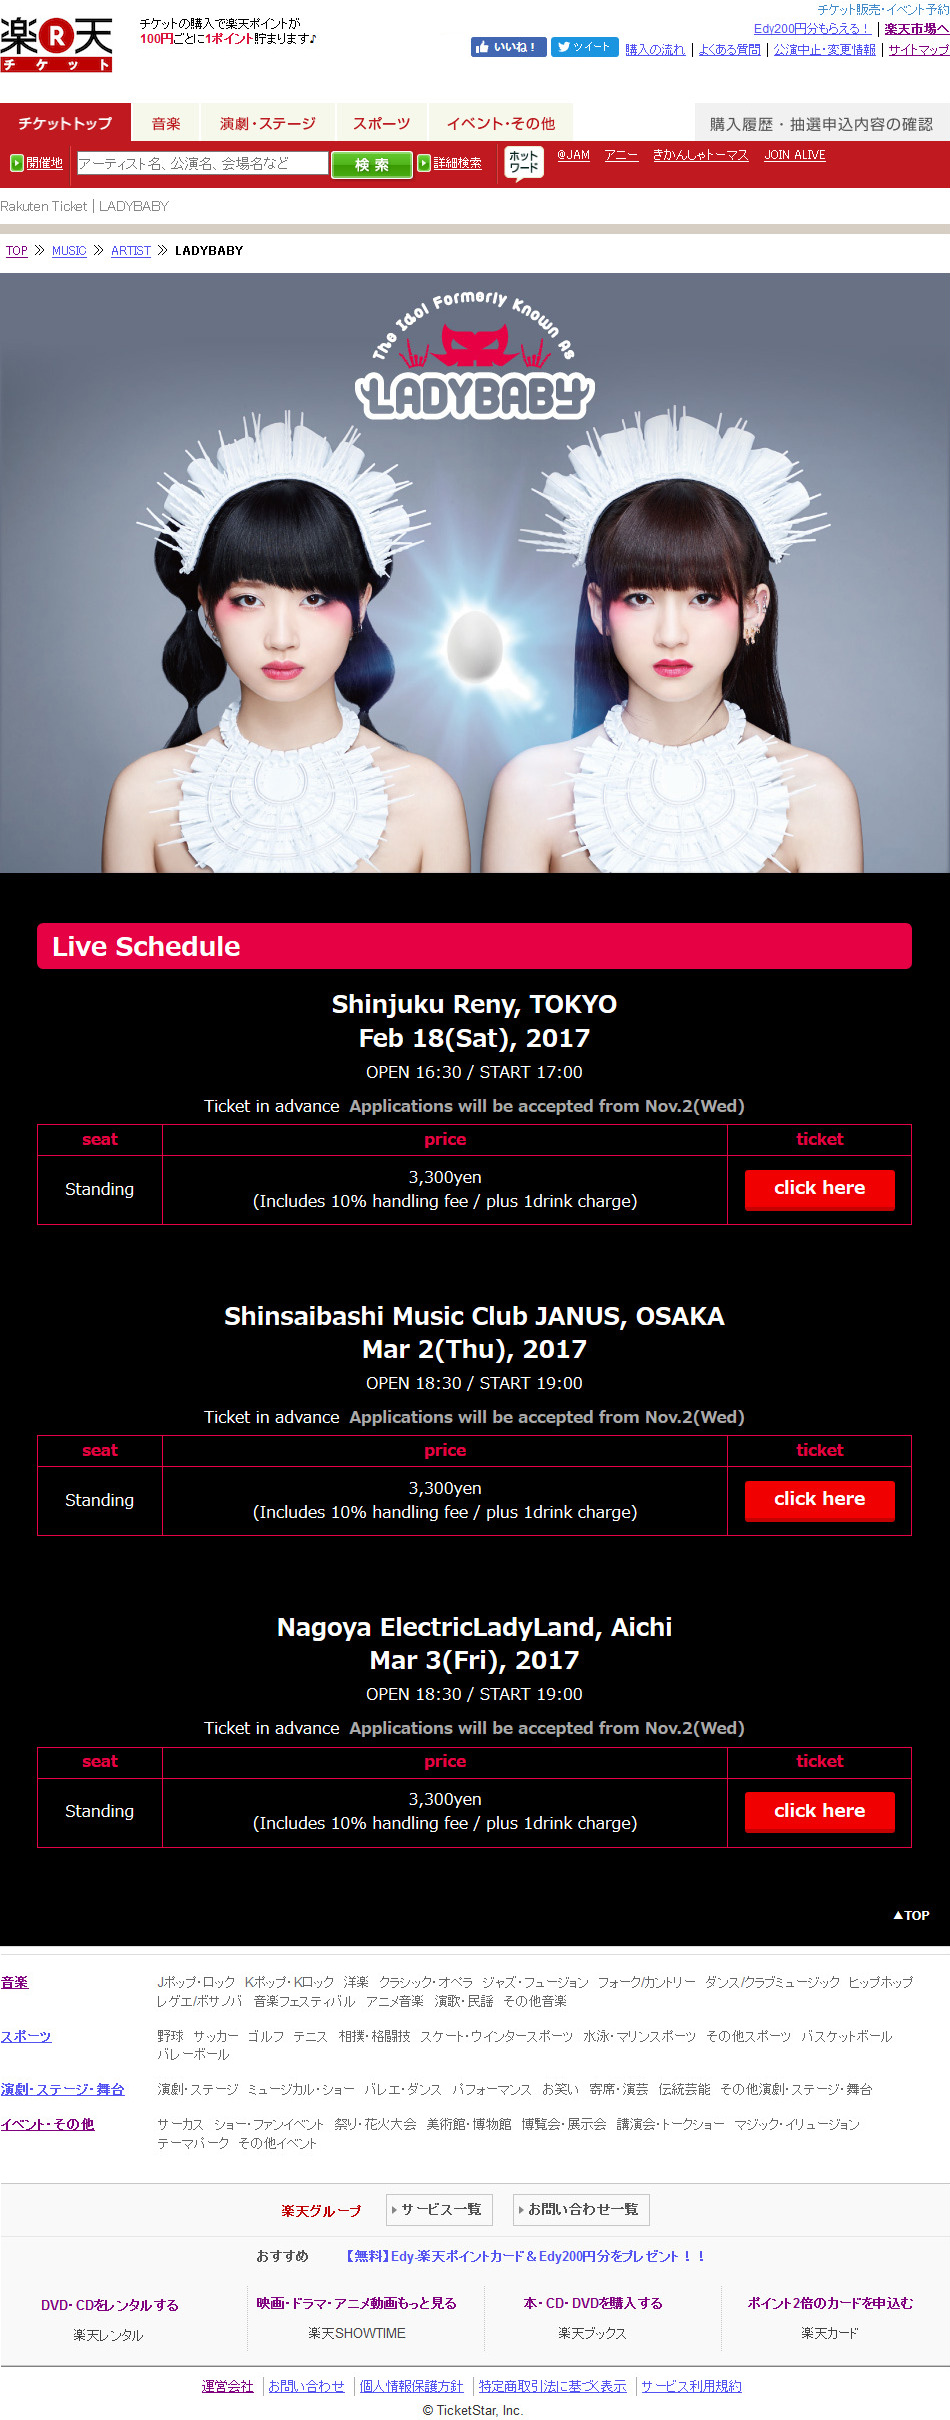 チケット販売・イベント予約
楽天
チケット
チケットの購入で楽天ポイントが
100円ごとに1ポイント貯まります♪
Edy200円分もらえる！ | 楽天市場へ
いいね！ ツイート 購入の流れ | よくある質問 | 公演中止・変更情報 | サイトマップ
チケットトップ 音楽 演劇・ステージ スポーツ イベント・その他 購入履歴・抽選申込内容の確認
開催地 アーティスト名、公演名、会場名など 検索 詳細検索 ホットワード @JAM アニー きかんしゃトーマス JOIN ALIVE
Rakuten Ticket | LADYBABY
TOP » MUSIC » ARTIST » LADYBABY
The Idol Formerly Known As
LADYBABY
Live Schedule
Shinjuku Reny, TOKYO
Feb 18(Sat), 2017
OPEN 16:30 / START 17:00
Ticket in advance Applications will be accepted from Nov.2(Wed)
seat price ticket
Standing 3,300yen click here
(Includes 10% handling fee / plus 1drink charge)
Shinsaibashi Music Club JANUS, OSAKA
Mar 2(Thu), 2017
OPEN 18:30 / START 19:00
Ticket in advance Applications will be accepted from Nov.2(Wed)
seat price ticket
Standing 3,300yen click here
(Includes 10% handling fee / plus 1drink charge)
Nagoya ElectricLadyLand, Aichi
Mar 3(Fri), 2017
OPEN 18:30 / START 19:00
Ticket in advance Applications will be accepted from Nov.2(Wed)
seat price ticket
Standing 3,300yen click here
(Includes 10% handling fee / plus 1drink charge)
▲TOP
音楽 Jポップ・ロック Kポップ・Kロック 洋楽 クラシック・オペラ ジャズ・フュージョン フォーク/カントリー ダンス/クラブミュージック ヒップホップ
レゲエ/ボサノバ 音楽フェスティバル アニメ音楽 演歌・民謡 その他音楽
スポーツ 野球 サッカー ゴルフ テニス 相撲・格闘技 スケート・ウインタースポーツ 水泳・マリンスポーツ その他スポーツ バスケットボール
バレーボール
演劇・ステージ・舞台 演劇・ステージ ミュージカル・ショー バレエ・ダンス パフォーマンス お笑い 寄席・演芸 伝統芸能 その他演劇・ステージ・舞台
イベント・その他 サーカス ショー・ファンイベント 祭り・花火大会 美術館・博物館 博覧会・展示会 講演会・トークショー マジック・イリュージョン
テーマパーク その他イベント
楽天グループ サービス一覧 お問い合わせ一覧
おすすめ 【無料】Edy-楽天ポイントカード＆Edy200円分をプレゼント！！
DVD・CDをレンタルする 映画・ドラマ・アニメ動画もっと見る 本・CD・DVDを購入する ポイント2倍のカードを申込む
楽天レンタル 楽天SHOWTIME 楽天ブックス 楽天カード
運営会社 | お問い合わせ | 個人情報保護方針 | 特定商取引法に基づく表示 | サービス利用規約
© TicketStar, Inc.